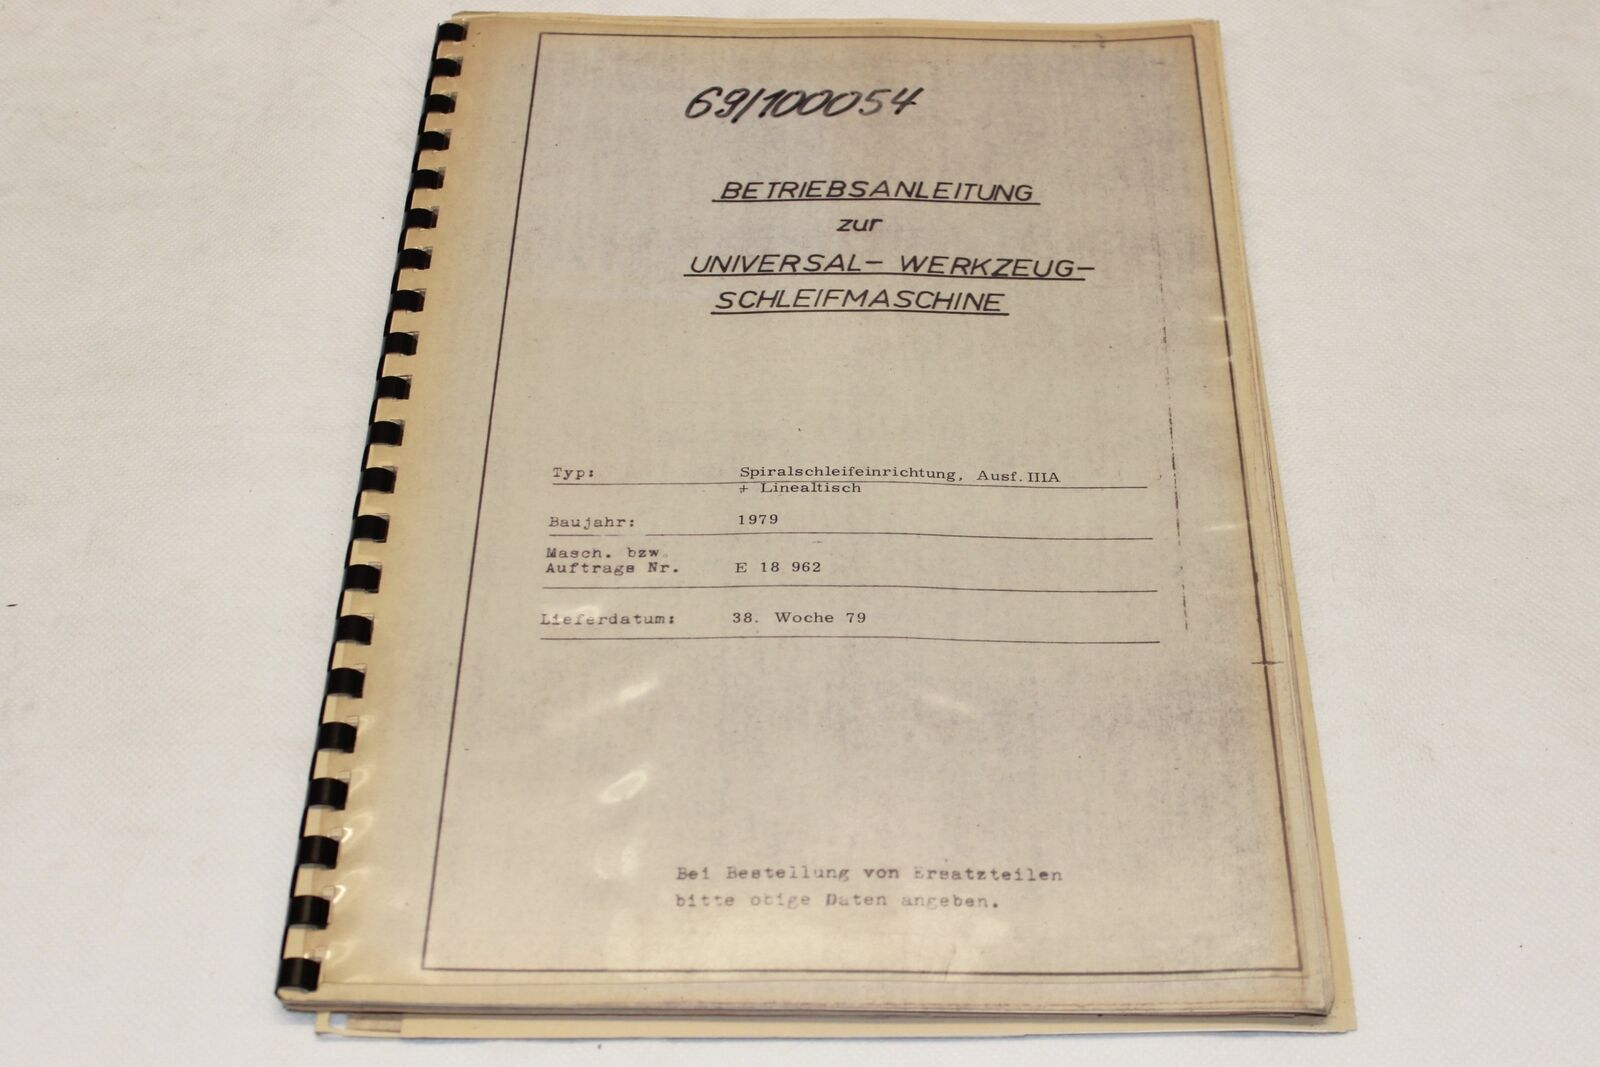 69/100054
BETRIEBSANLEITUNG
zur
UNIVERSAL- WERKZEUG-
SCHLEIFMASCHINE
Typ: Spiralschleifeinrichtung, Ausf. IIIA
+ Linealtisch
Baujahr: 1979
Masch. bzw.
Auftrags Nr. E 18 962
Lieferdatum: 38. Woche 79
Bei Bestellung von Ersatzteilen
bitte obige Daten angeben.